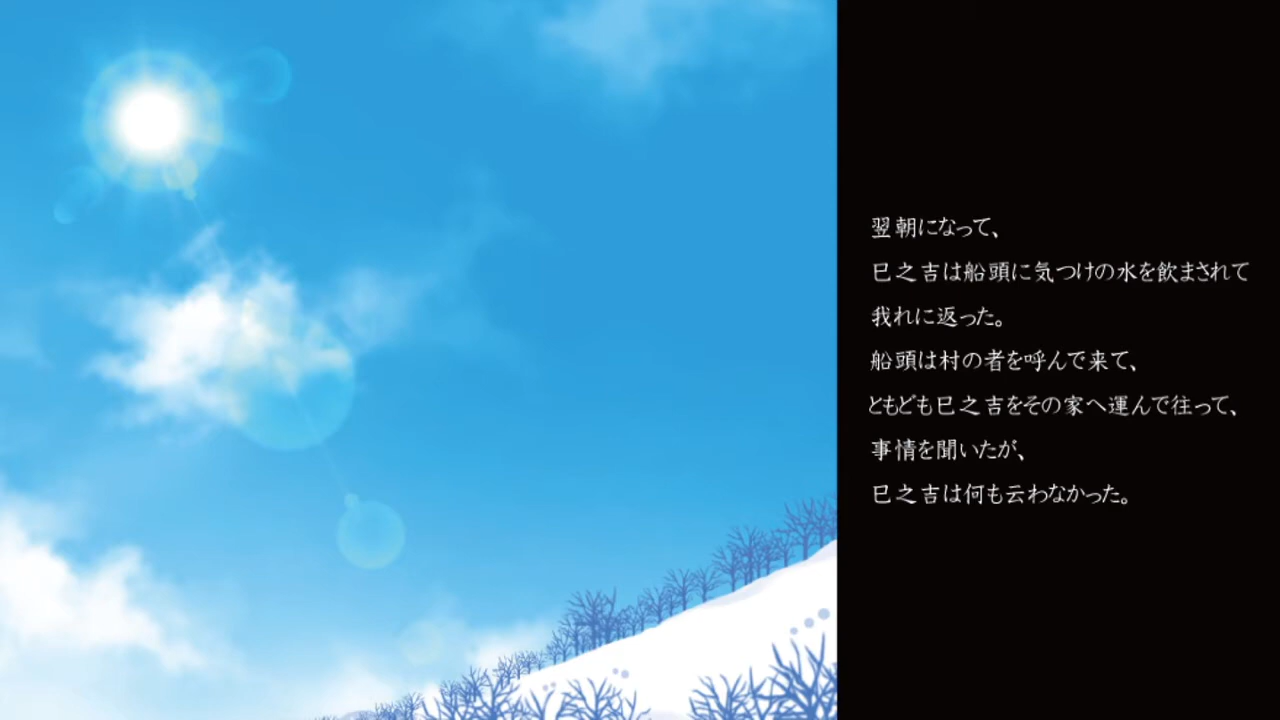 翌朝になって、
巳之吉は船頭に気つけの水を飲まされて
我れに返った。
船頭は村の者を呼んで来て、
ともども巳之吉をその家へ運んで往って、
事情を聞いたが、
巳之吉は何も云わなかった。